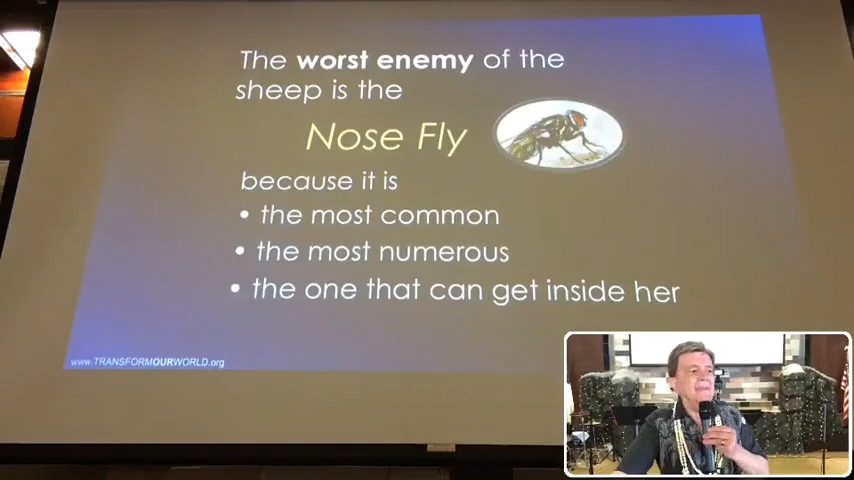 The worst enemy of the
sheep is the
Nose Fly
because it is
• the most common
• the most numerous
• the one that can get inside her
www.TRANSFORMOURWORLD.org